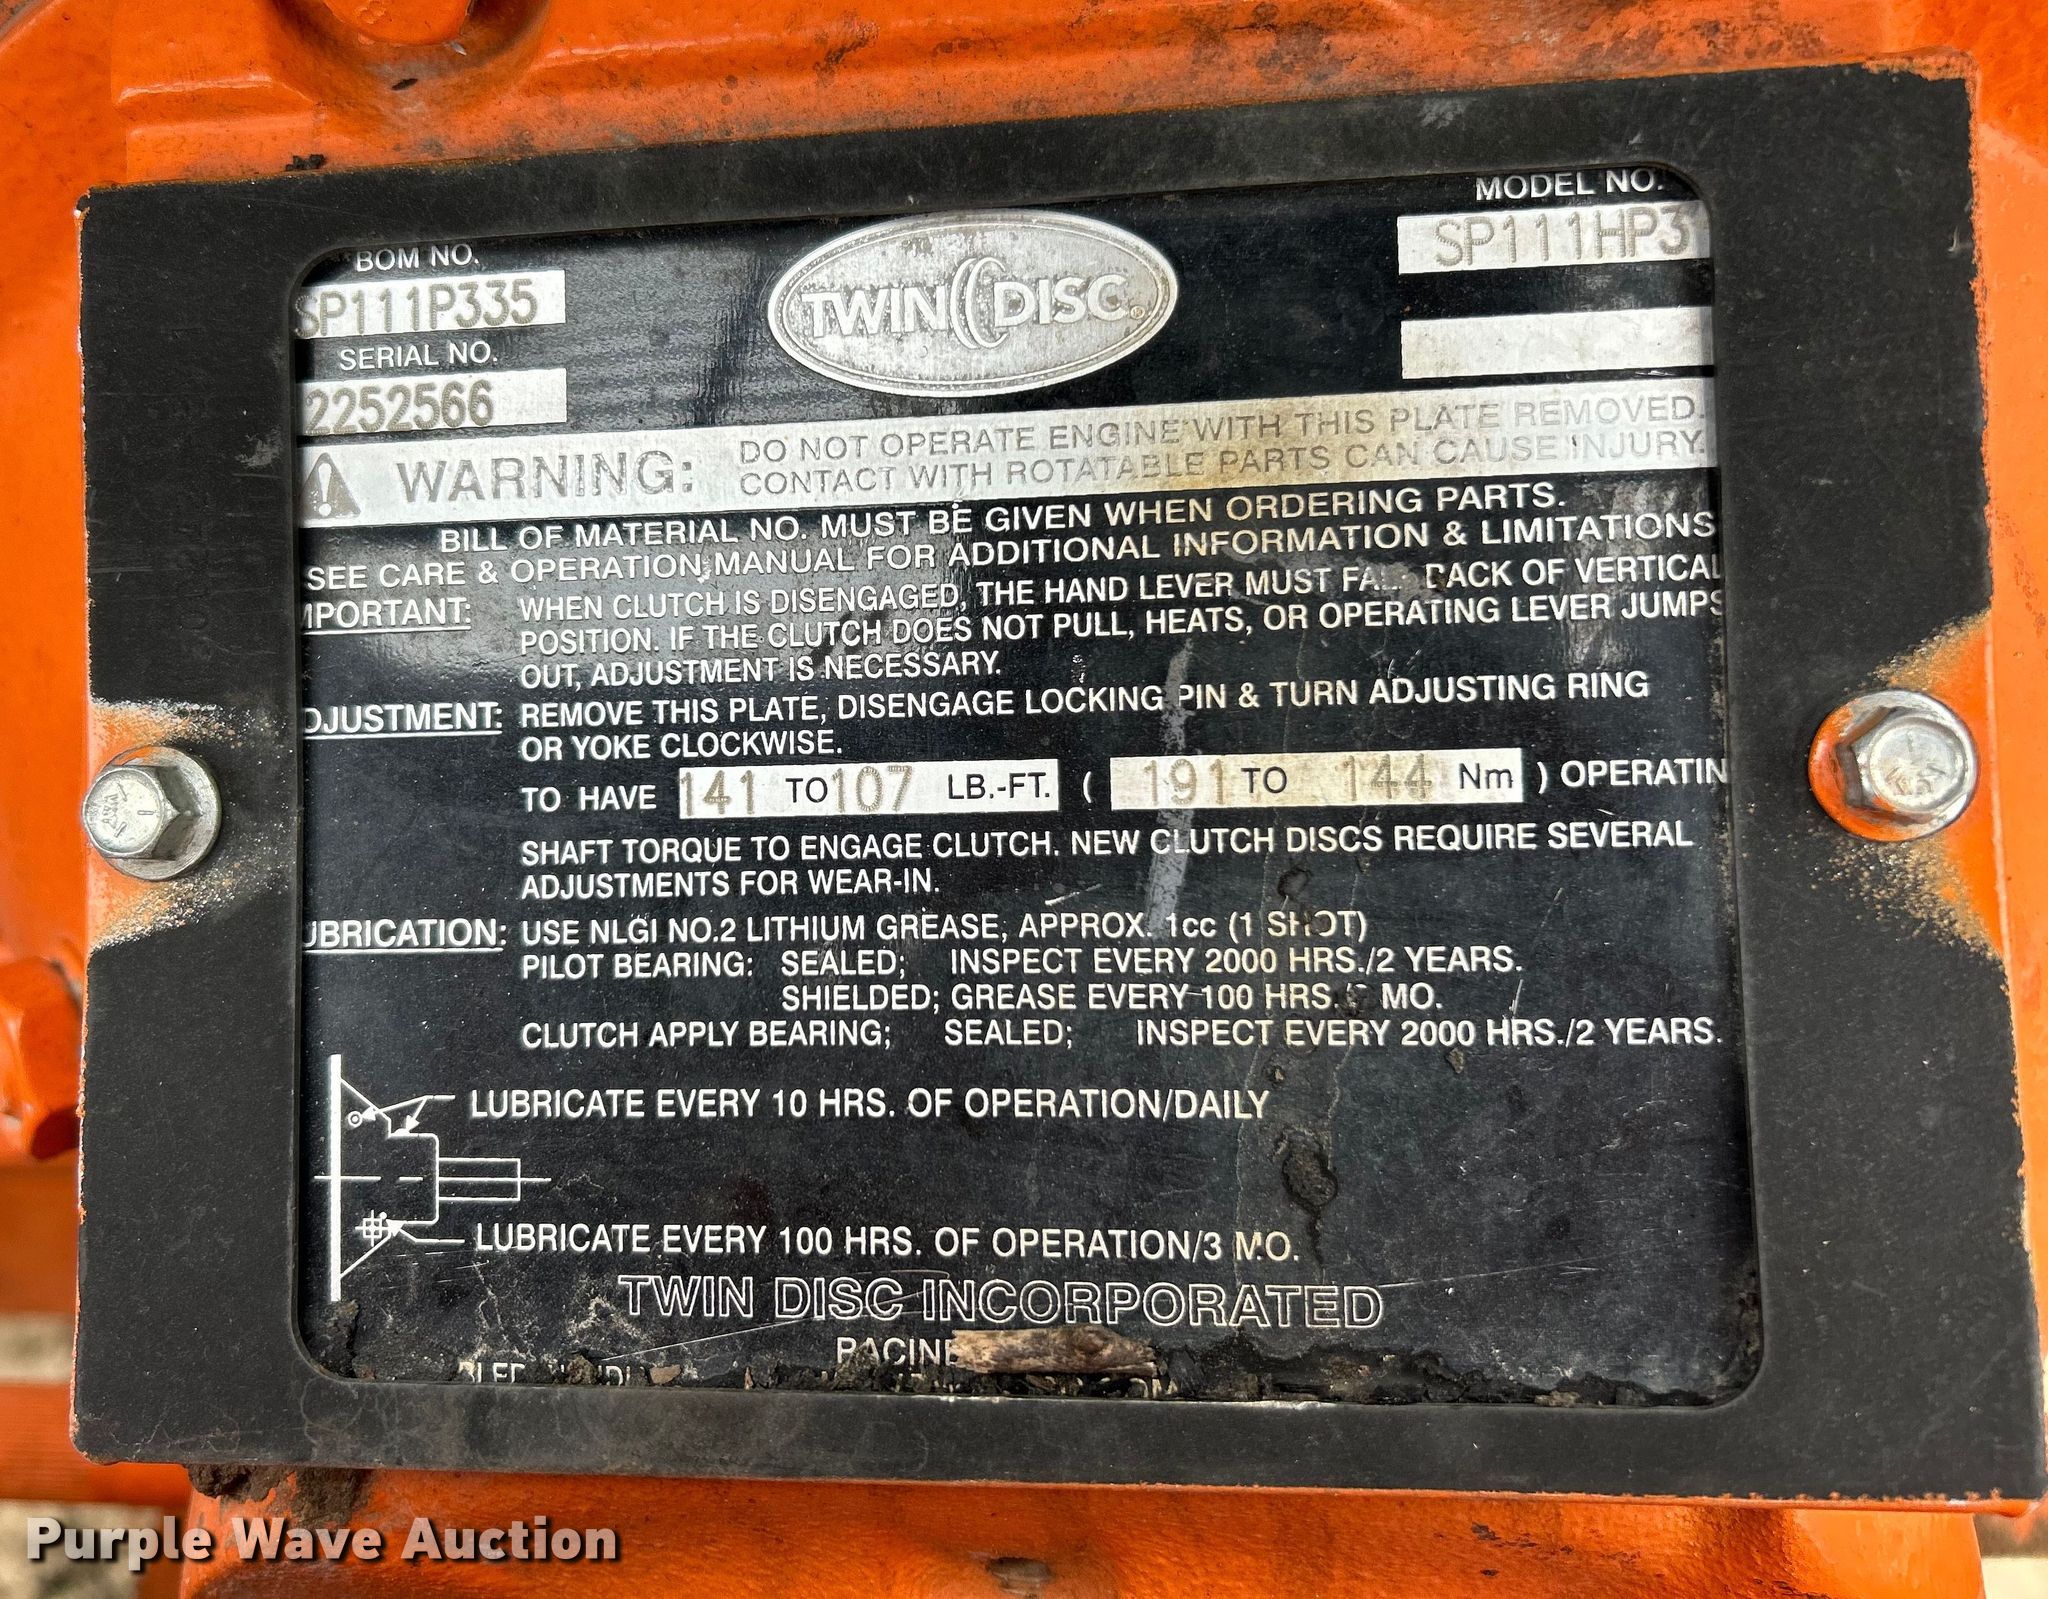 MODEL NO.
BOM NO.
SP111HP3
SP111P335
TWIN DISC
SERIAL NO.
2252566
WARNING: DO NOT OPERATE ENGINE WITH THIS PLATE REMOVED.
CONTACT WITH ROTATABLE PARTS CAN CAUSE INJURY.
BILL OF MATERIAL NO. MUST BE GIVEN WHEN ORDERING PARTS.
SEE CARE & OPERATION MANUAL FOR ADDITIONAL INFORMATION & LIMITATIONS
MPORTANT: WHEN CLUTCH IS DISENGAGED, THE HAND LEVER MUST BACK OF VERTICAL
POSITION. IF THE CLUTCH DOES NOT PULL, HEATS, OR OPERATING LEVER JUMPS
OUT, ADJUSTMENT IS NECESSARY.
DJUSTMENT: REMOVE THIS PLATE, DISENGAGE LOCKING PIN & TURN ADJUSTING RING
OR YOKE CLOCKWISE.
TO HAVE 141 TO 107 LB.-FT. ( 191 TO 144 Nm ) OPERATIN
SHAFT TORQUE TO ENGAGE CLUTCH. NEW CLUTCH DISCS REQUIRE SEVERAL
ADJUSTMENTS FOR WEAR-IN.
UBRICATION: USE NLGI NO.2 LITHIUM GREASE, APPROX. 1cc (1 SHOT)
PILOT BEARING: SEALED; INSPECT EVERY 2000 HRS./2 YEARS.
SHIELDED; GREASE EVERY 100 HRS. MO.
CLUTCH APPLY BEARING; SEALED; INSPECT EVERY 2000 HRS./2 YEARS.
LUBRICATE EVERY 10 HRS. OF OPERATION/DAILY
LUBRICATE EVERY 100 HRS. OF OPERATION/3 MO.
TWIN DISC INCORPORATED
RACINE
Purple Wave Auction